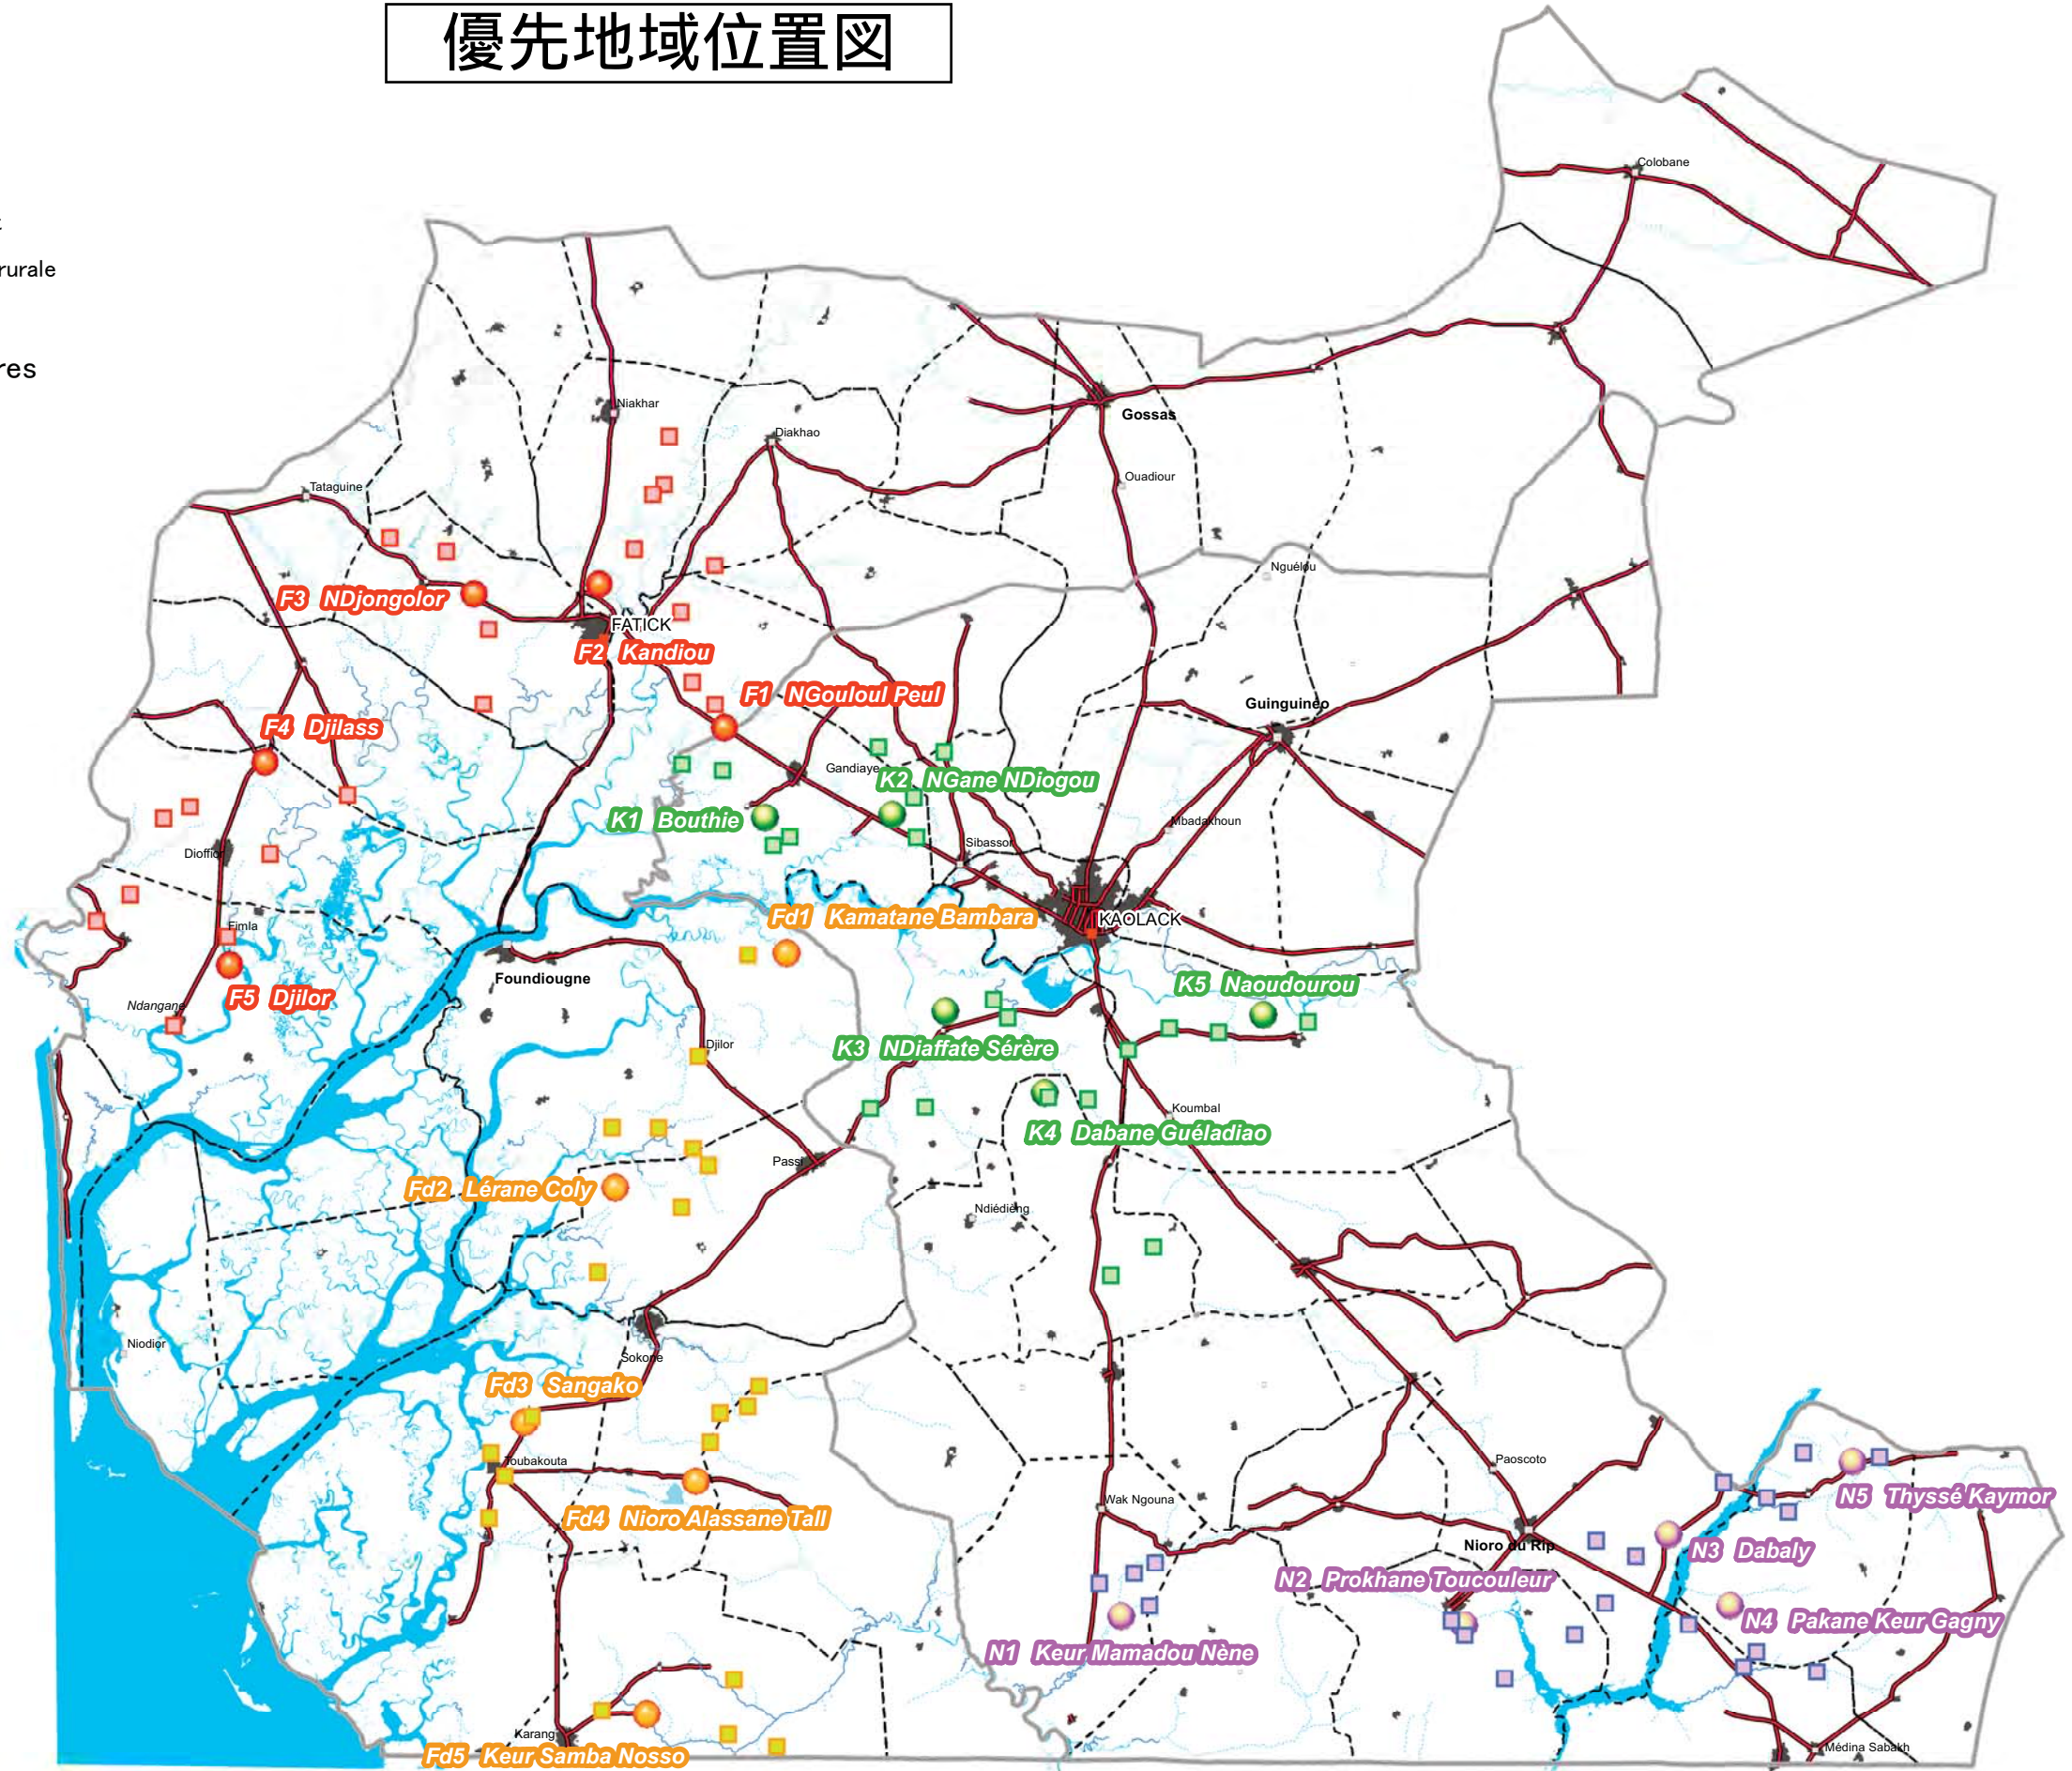 優先地域位置図
rurale
res
Colobane
Niakhar
Diakhao
Gossas
Ouadiour
Tataguine
Nguélou
F3 NDjongolor
FATICK
F2 Kandiou
F1 NGouloul Peul
Guinguineo
F4 Djilass
Gandiaye
K2 NGane NDiogou
K1 Bouthie
Mbadakhoun
Sibassor
Dioffior
Fd1 Kamatane Bambara
KAOLACK
Fimla
Foundiougne
K5 Naoudourou
F5 Djilor
Ndangane
Djilor
K3 NDiaffate Sérère
Koumbal
K4 Dabane Guéladiao
Passi
Fd2 Lérane Coly
Ndiédieng
Niodior
Sokone
Fd3 Sangako
Toubakouta
Paoscoto
Wak Ngouna
N5 Thyssé Kaymor
Fd4 Nioro Alassane Tall
Nioro du Rip
N3 Dabaly
N2 Prokhane Toucouleur
N4 Pakane Keur Gagny
N1 Keur Mamadou Nène
Karang
Médina Sabakh
Fd5 Keur Samba Nosso